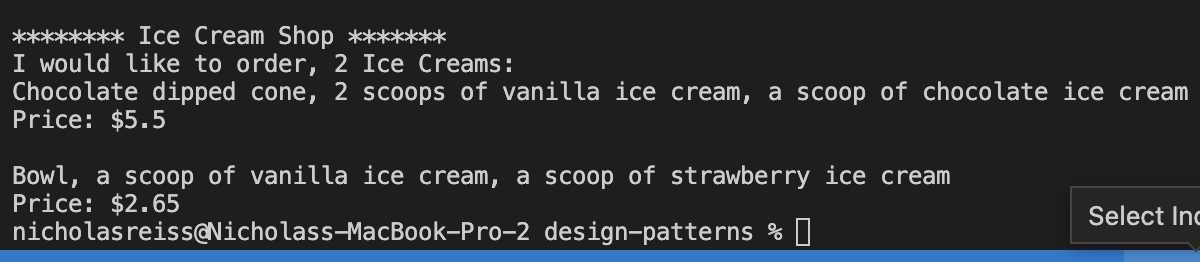 ******** Ice Cream Shop *******
I would like to order, 2 Ice Creams:
Chocolate dipped cone, 2 scoops of vanilla ice cream, a scoop of chocolate ice cream
Price: $5.5
Bowl, a scoop of vanilla ice cream, a scoop of strawberry ice cream
Price: $2.65
nicholasreiss@Nicholass-MacBook-Pro-2 design-patterns %
Select